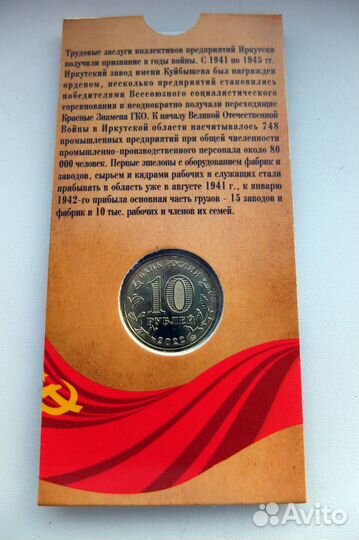 Трудовые заслуги коллективов предприятий Иркутска
получили признание в годы войны. С 1941 по 1945 гг.
Иркутский завод имени Куйбышева был награжден
орденом, несколько предприятий становились
победителями Всесоюзного социалистического
соревнования и неоднократно получали переходящие
Красные Знамена ГКО. К началу Великой Отечественной
Войны в Иркутской области насчитывалось 748
промышленных предприятий при общей численности
промышленно-производственного персонала около 80
000 человек. Первые эшелоны с оборудованием фабрик и
заводов, сырьем и кадрами рабочих и служащих стали
прибывать в область уже в августе 1941 г., к январю
1942-го прибыла основная часть грузов - 15 заводов и
фабрик и 10 тыс. рабочих и членов их семей.
БАНК РОССИИ
10
РУБЛЕЙ
2022
Avito